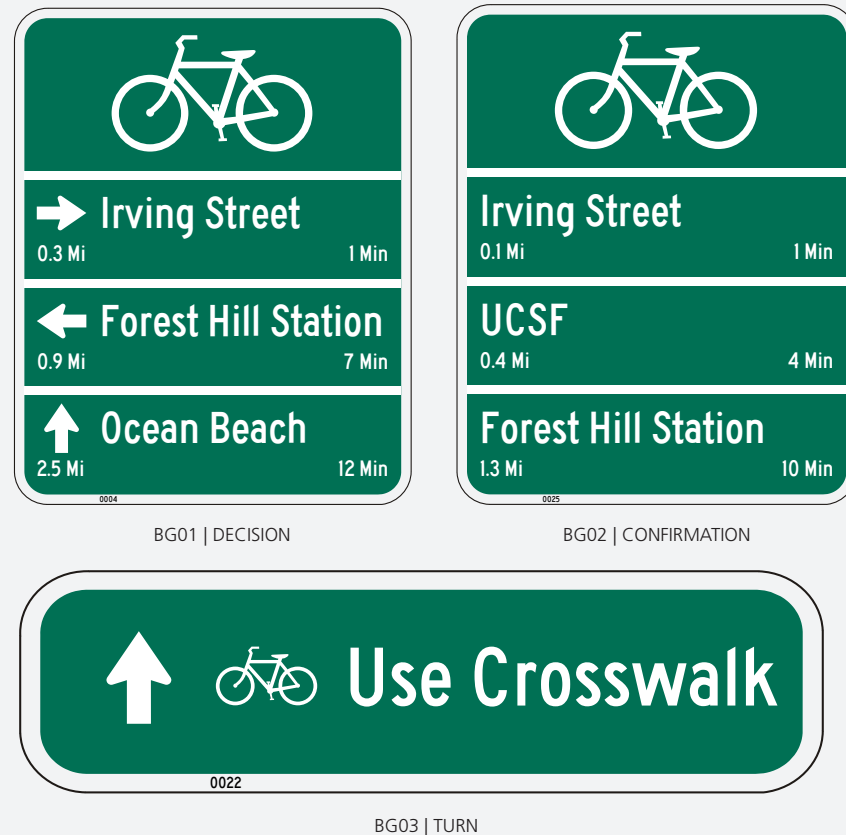 Irving Street
0.3 Mi 1 Min
Forest Hill Station
0.9 Mi 7 Min
Ocean Beach
2.5 Mi 12 Min
0004
BG01 | DECISION
Irving Street
0.1 Mi 1 Min
UCSF
0.4 Mi 4 Min
Forest Hill Station
1.3 Mi 10 Min
0025
BG02 | CONFIRMATION
Use Crosswalk
0022
BG03 | TURN